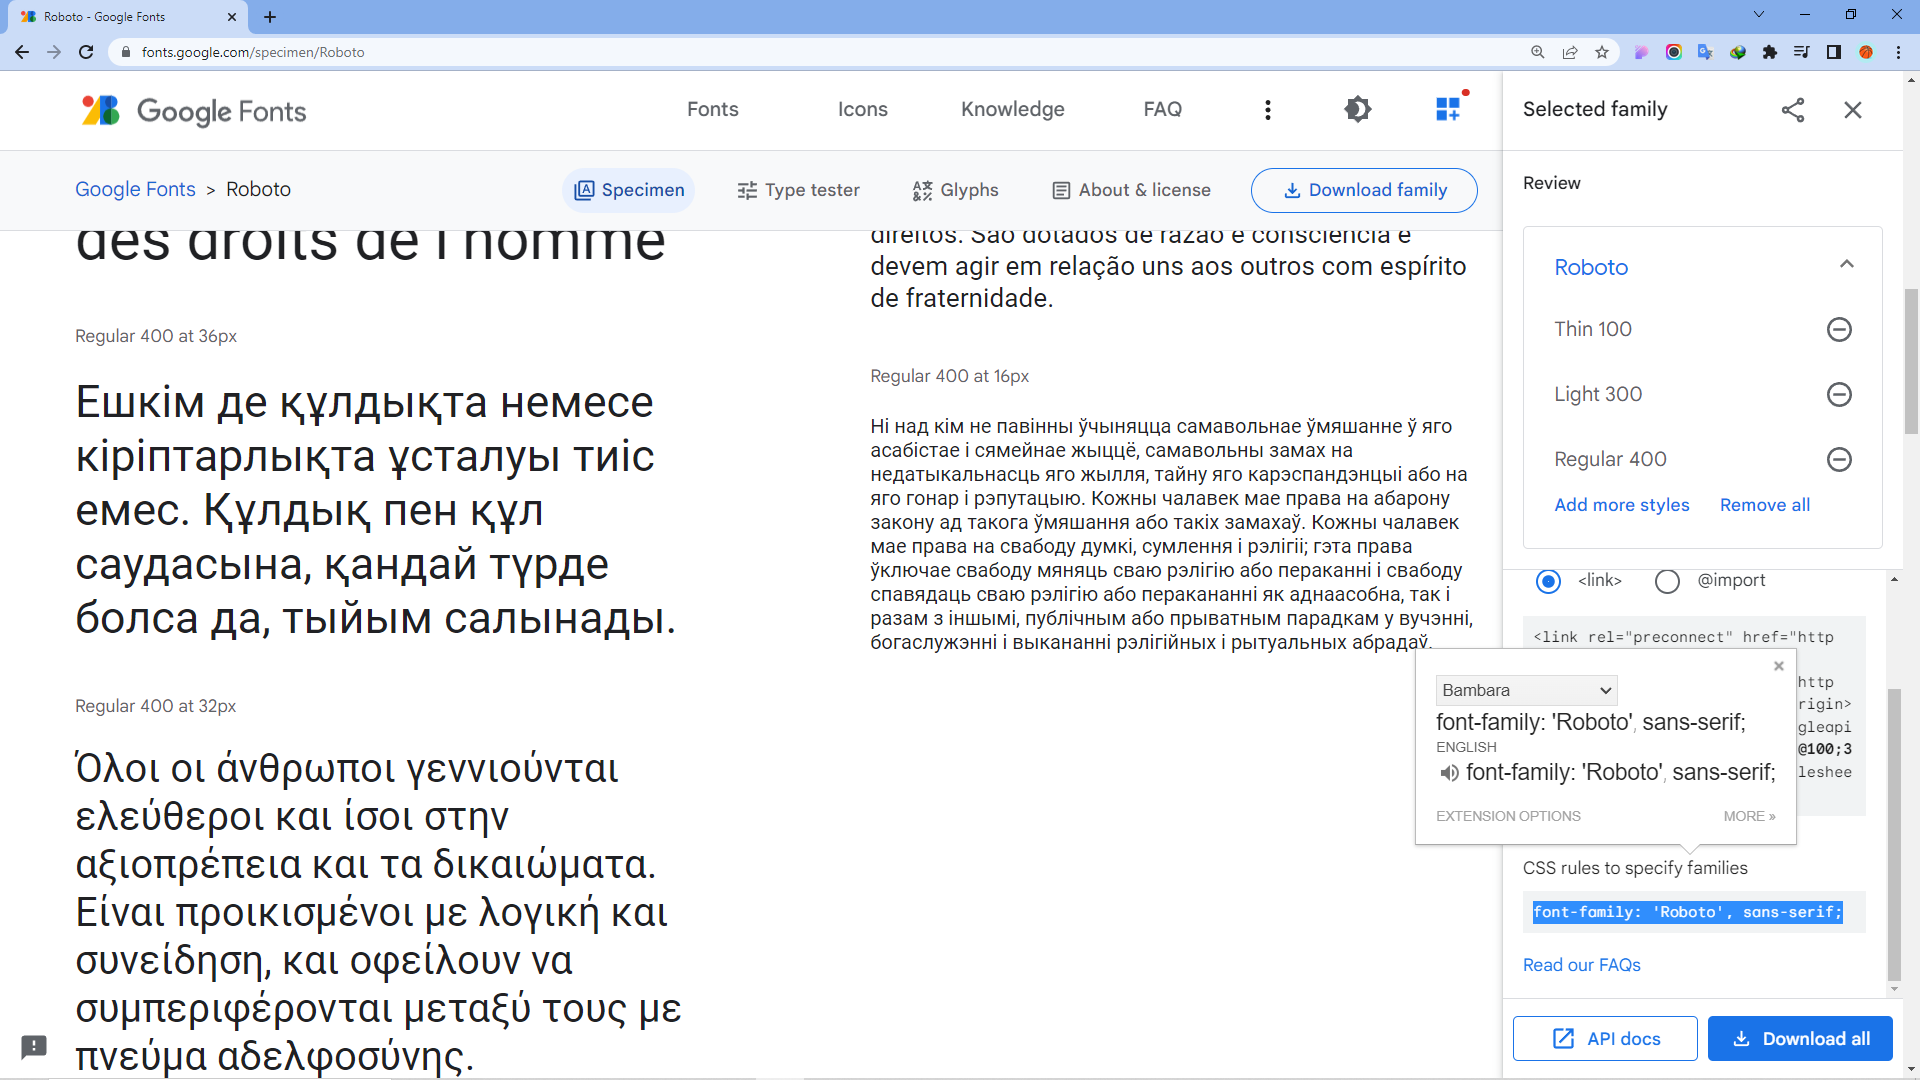 Roboto - Google Fonts
fonts.google.com/specimen/Roboto
Google Fonts
Fonts
Icons
Knowledge
FAQ
Google Fonts > Roboto
Specimen
Type tester
Glyphs
About & license
Download family
des droits de l'homme
Regular 400 at 36px
Ешкім де құлдықта немесе
кіріптарлықта ұсталуы тиіс
емес. Құлдық пен құл
саудасына, қандай түрде
болса да, тыйым салынады.
Regular 400 at 32px
Όλοι οι άνθρωποι γεννιούνται
ελεύθεροι και ίσοι στην
αξιοπρέπεια και τα δικαιώματα.
Είναι προικισμένοι με λογική και
συνείδηση, και οφείλουν να
συμπεριφέρονται μεταξύ τους με
πνεύμα αδελφοσύνης.
direitos. São dotados de razão e consciência e
devem agir em relação uns aos outros com espírito
de fraternidade.
Regular 400 at 16px
Ні над кім не павінны ўчыняцца самавольнае ўмяшанне ў яго
асабістае і сямейнае жыццё, самавольны замах на
недатыкальнасць яго жылля, тайну яго карэспандэнцыі або на
яго гонар і рэпутацыю. Кожны чалавек мае права на абарону
закону ад такога ўмяшання або такіх замахаў. Кожны чалавек
мае права на свабоду думкі, сумлення і рэлігіі; гэта права
ўключае свабоду мяняць сваю рэлігію або перакананні і свабоду
спавядаць сваю рэлігію або перакананні як аднаасобна, так і
разам з іншымі, публічным або прыватным парадкам у вучэнні,
богаслужэнні і выкананні рэлігійных і рытуальных абрадаў.
Selected family
Review
Roboto
Thin 100
Light 300
Regular 400
Add more styles
Remove all
<link>
@import
<link rel="preconnect" href="http
http
rigin>
gleapi
@100;3
leshee
Bambara
font-family: 'Roboto', sans-serif;
ENGLISH
font-family: 'Roboto', sans-serif;
EXTENSION OPTIONS
MORE »
CSS rules to specify families
font-family: 'Roboto', sans-serif;
Read our FAQs
API docs
Download all